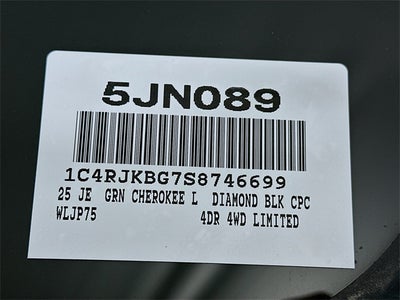 5JN089
1C4RJKBG7S8746699
25 JE GRN CHEROKEE L DIAMOND BLK CPC
WLJP75 4DR 4WD LIMITED